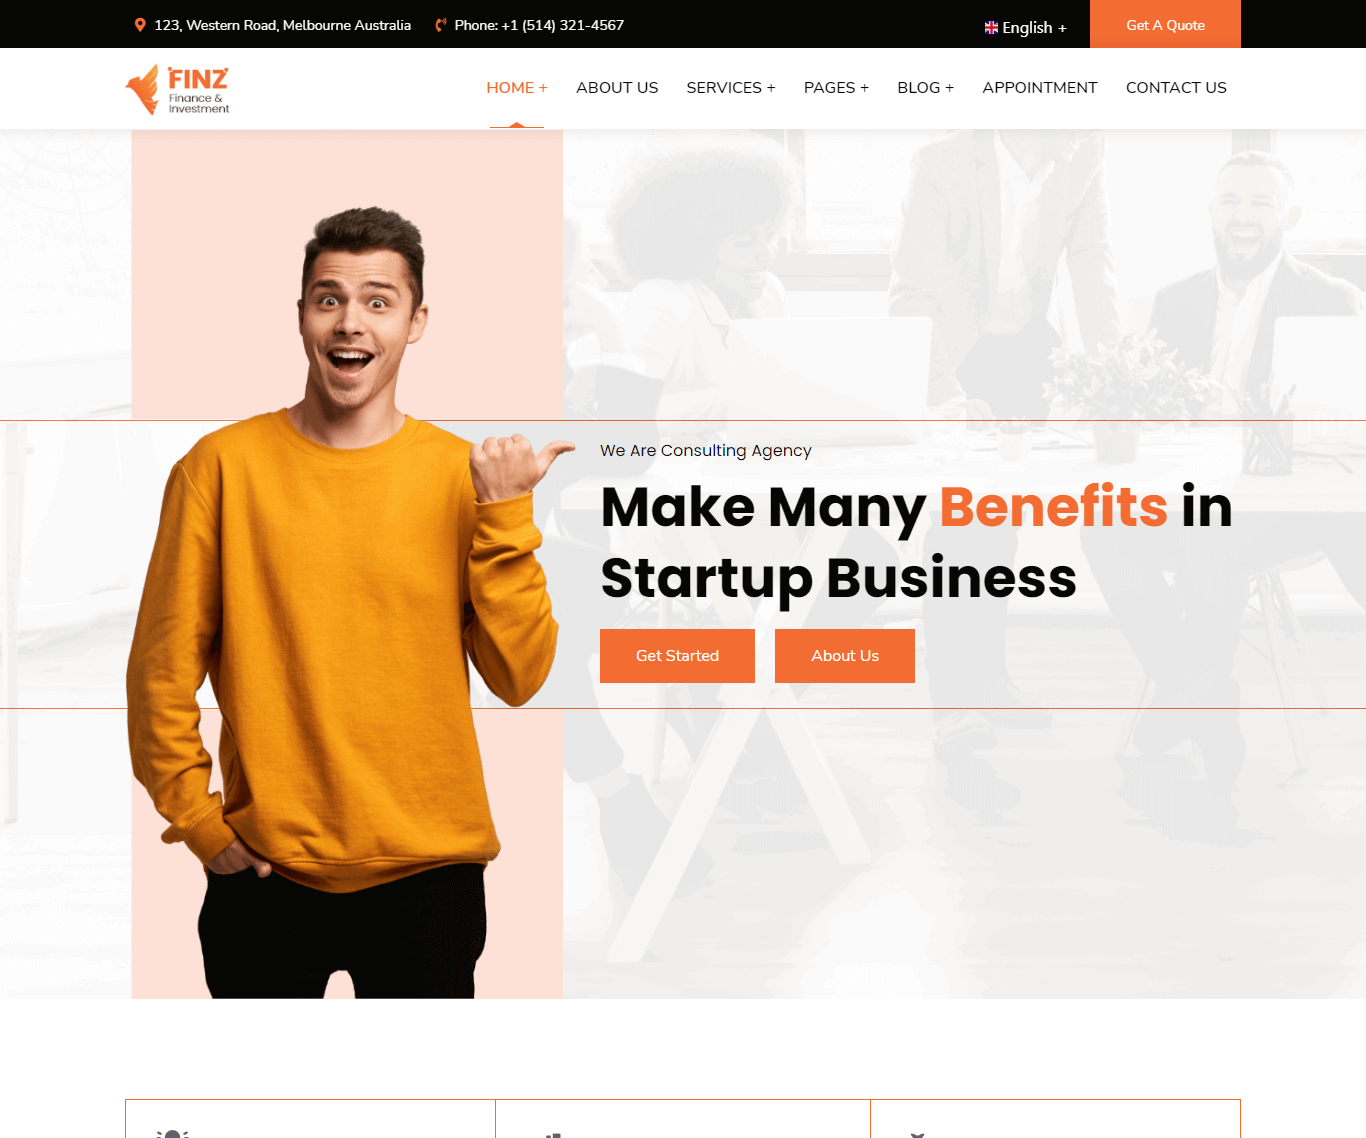 123, Western Road, Melbourne Australia
Phone: +1 (514) 321-4567
English +
Get A Quote
FINZ
Finance &
Investment
HOME +
ABOUT US
SERVICES +
PAGES +
BLOG +
APPOINTMENT
CONTACT US
We Are Consulting Agency
Make Many Benefits in
Startup Business
Get Started
About Us